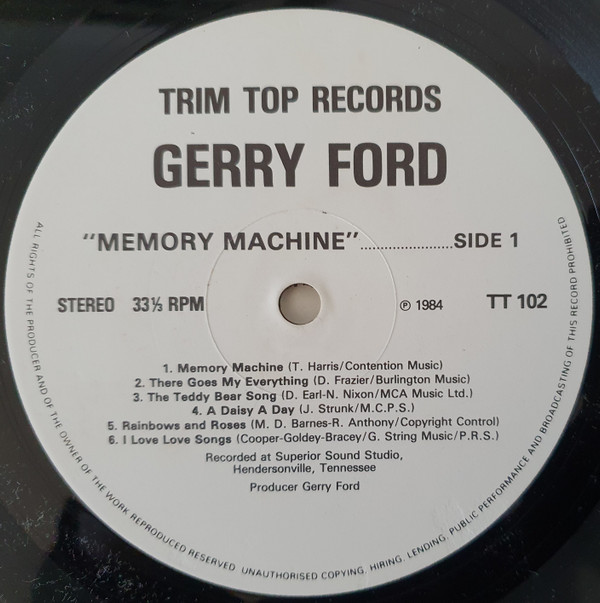 TRIM TOP RECORDS
GERRY FORD
"MEMORY MACHINE"......................SIDE 1
STEREO 33⅓ RPM
℗ 1984
TT 102
1. Memory Machine (T. Harris/Contention Music)
2. There Goes My Everything (D. Frazier/Burlington Music)
3. The Teddy Bear Song (D. Earl-N. Nixon/MCA Music Ltd.)
4. A Daisy A Day (J. Strunk/M.C.P.S.)
5. Rainbows and Roses (M. D. Barnes-R. Anthony/Copyright Control)
6. I Love Love Songs (Cooper-Goldey-Bracey/G. String Music/P.R.S.)
Recorded at Superior Sound Studio,
Hendersonville, Tennessee
Producer Gerry Ford
ALL RIGHTS OF THE PRODUCER AND OF THE OWNER OF THE WORK REPRODUCED RESERVED UNAUTHORISED COPYING. HIRING. LENDING. PUBLIC PERFORMANCE AND BROADCASTING OF THIS RECORD PROHIBITED